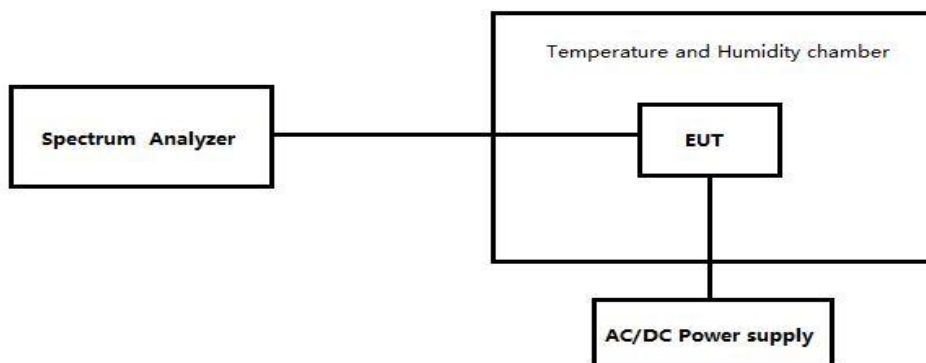 Temperature and Humidity chamber
Spectrum Analyzer
EUT
AC/DC Power supply